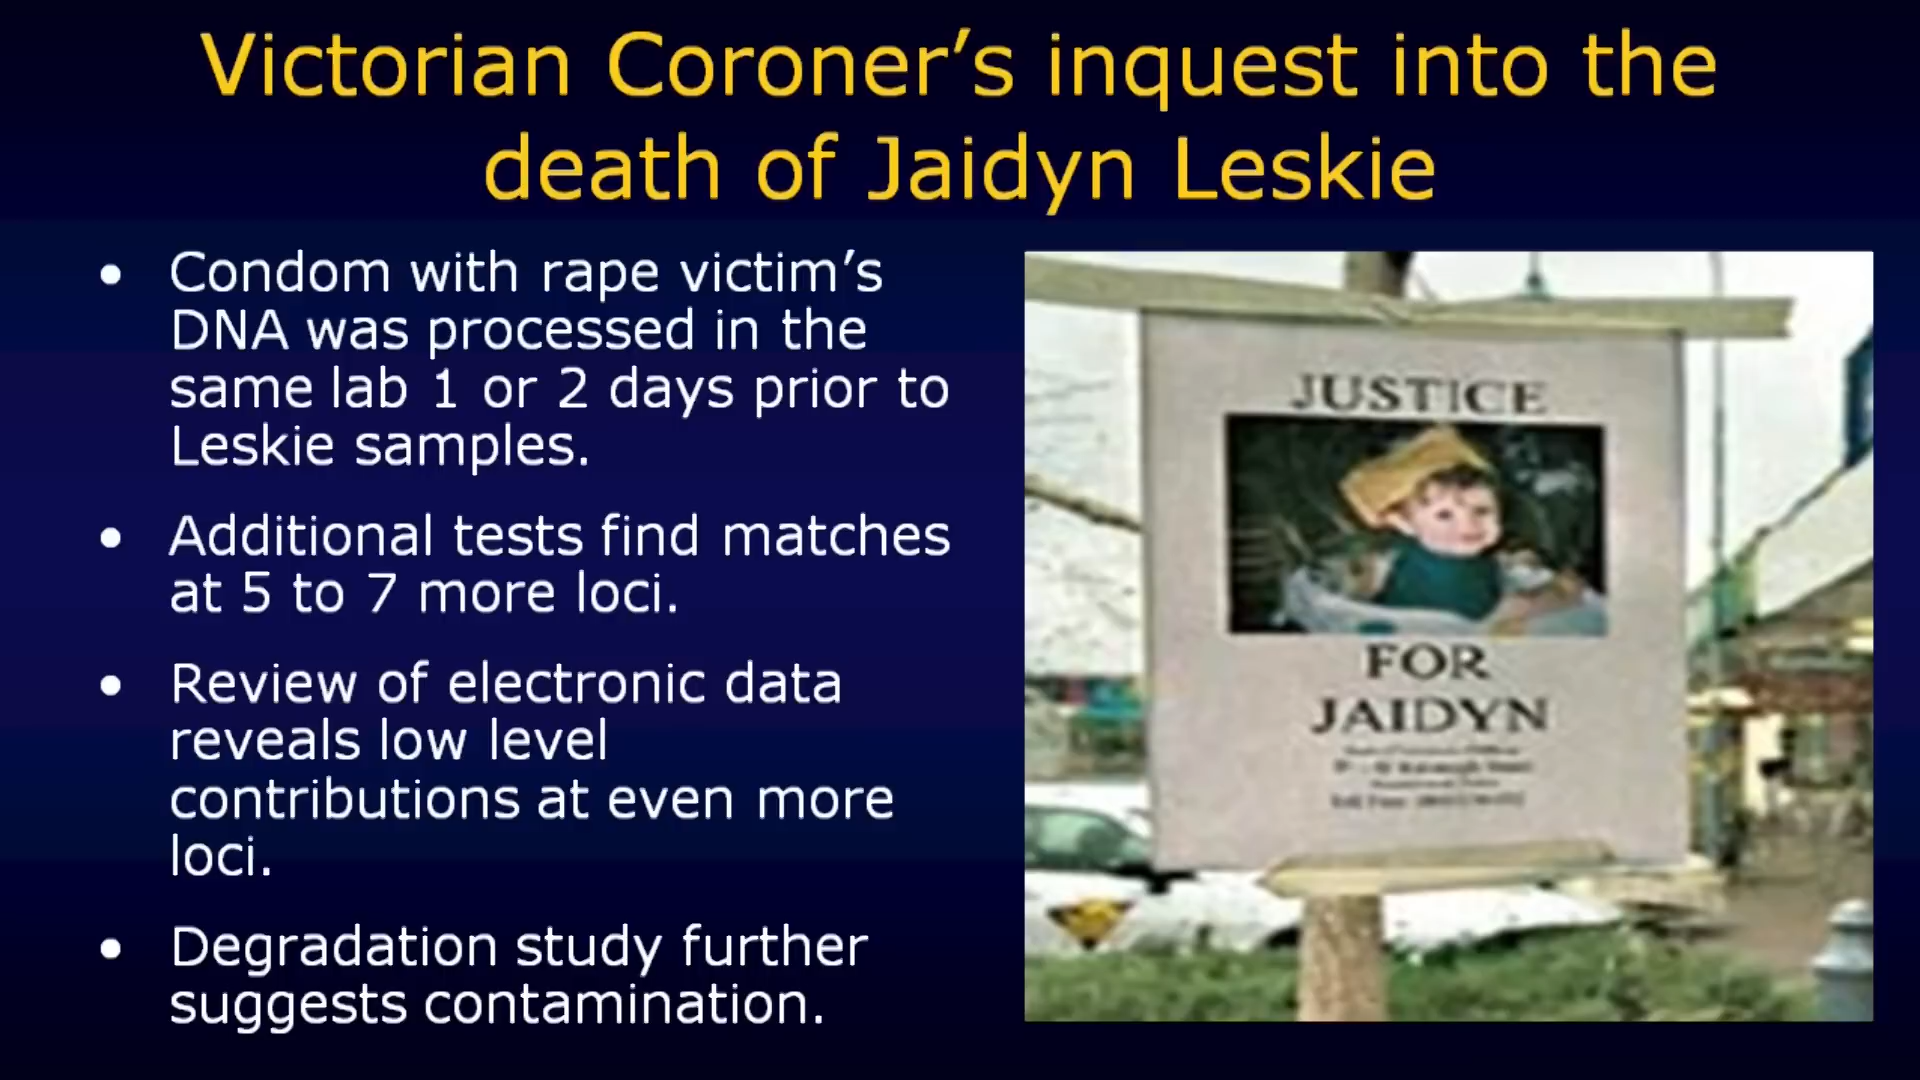 Victorian Coroner’s inquest into the
death of Jaidyn Leskie
• Condom with rape victim’s
DNA was processed in the
same lab 1 or 2 days prior to
Leskie samples.
• Additional tests find matches
at 5 to 7 more loci.
• Review of electronic data
reveals low level
contributions at even more
loci.
• Degradation study further
suggests contamination.
JUSTICE
FOR
JAIDYN